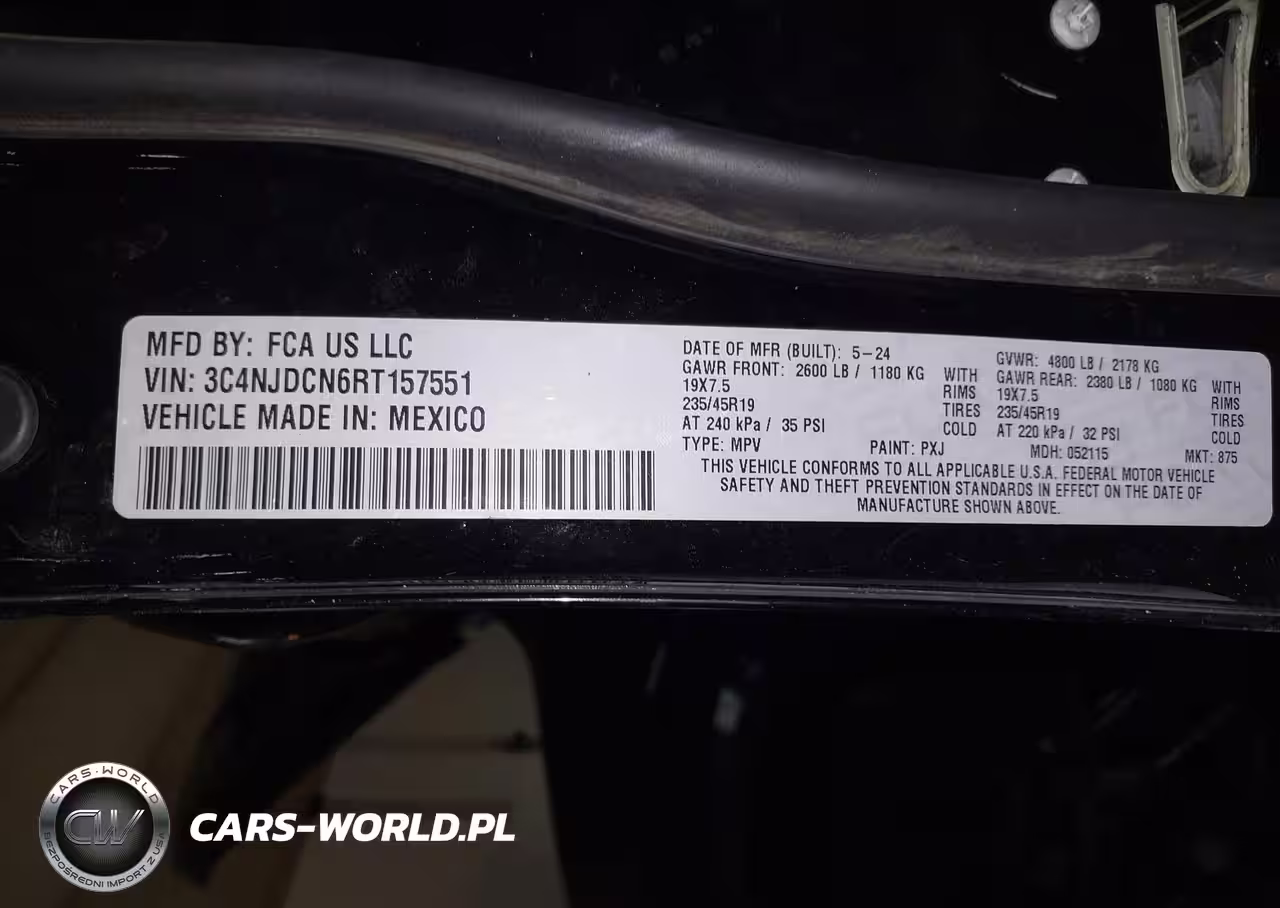 MFD BY: FCA US LLC
VIN: 3C4NJDCN6RT157551
VEHICLE MADE IN: MEXICO
DATE OF MFR (BUILT): 5-24
GAWR FRONT: 2600 LB / 1180 KG WITH
19X7.5 RIMS
235/45R19 TIRES
AT 240 kPa / 35 PSI COLD
GVWR: 4800 LB / 2178 KG
GAWR REAR: 2380 LB / 1080 KG WITH
19X7.5 RIMS
235/45R19 TIRES
AT 220 kPa / 32 PSI COLD
TYPE: MPV PAINT: PXJ MDH: 052115 MKT: 875
THIS VEHICLE CONFORMS TO ALL APPLICABLE U.S.A. FEDERAL MOTOR VEHICLE
SAFETY AND THEFT PREVENTION STANDARDS IN EFFECT ON THE DATE OF
MANUFACTURE SHOWN ABOVE.
CARS-WORLD
CW
BEZPOŚREDNI IMPORT Z USA
CARS-WORLD.PL